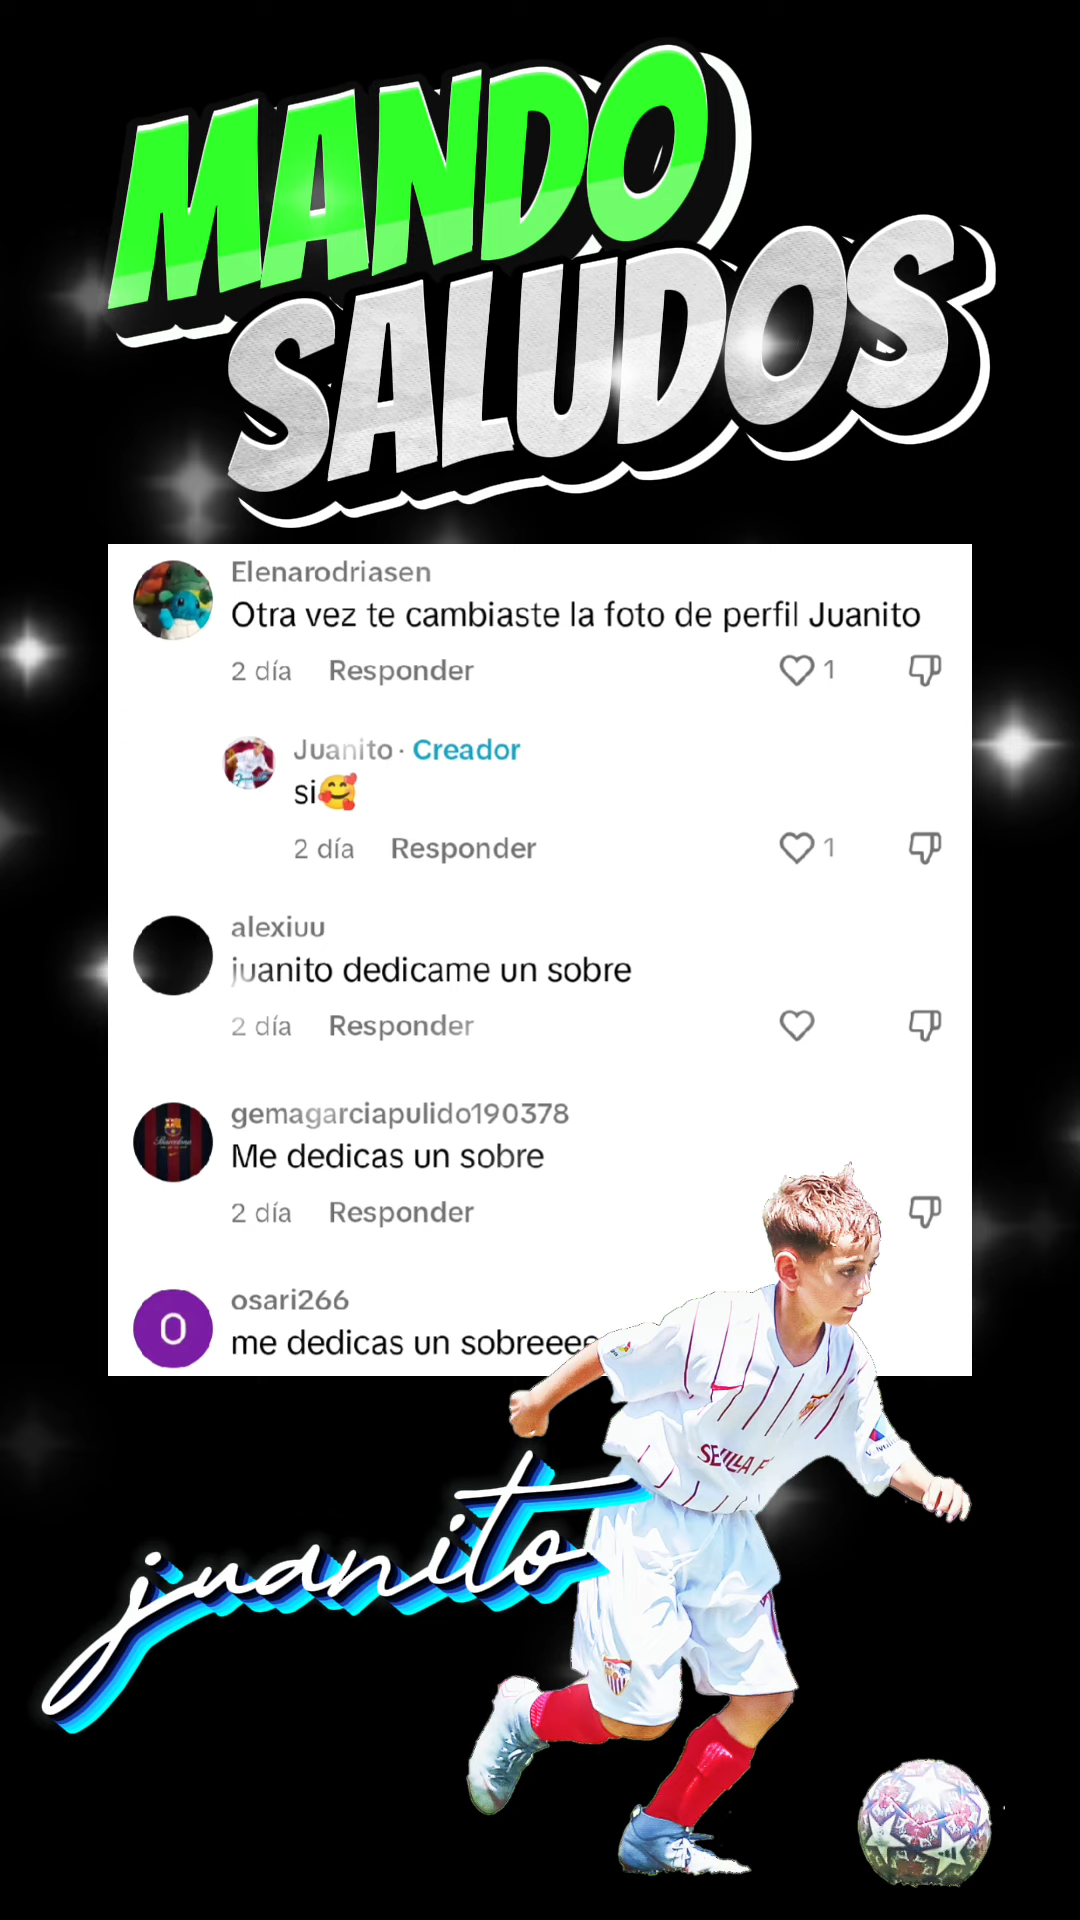 MANDO
SALUDOS
Elenarodriasen
Otra vez te cambiaste la foto de perfil Juanito
2 día Responder 1
Juanito · Creador
si🥰
2 día Responder 1
alexiuu
juanito dedicame un sobre
2 día Responder
gemagarciapulido190378
Me dedicas un sobre
2 día Responder
O
osari266
me dedicas un sobreeee
SEVILLA F
juanito